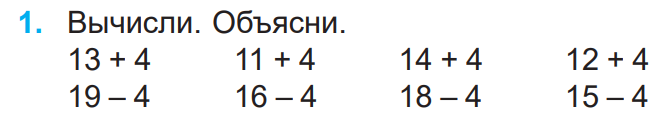 1. Вычисли. Объясни.
13 + 4 11 + 4 14 + 4 12 + 4
19 – 4 16 – 4 18 – 4 15 – 4